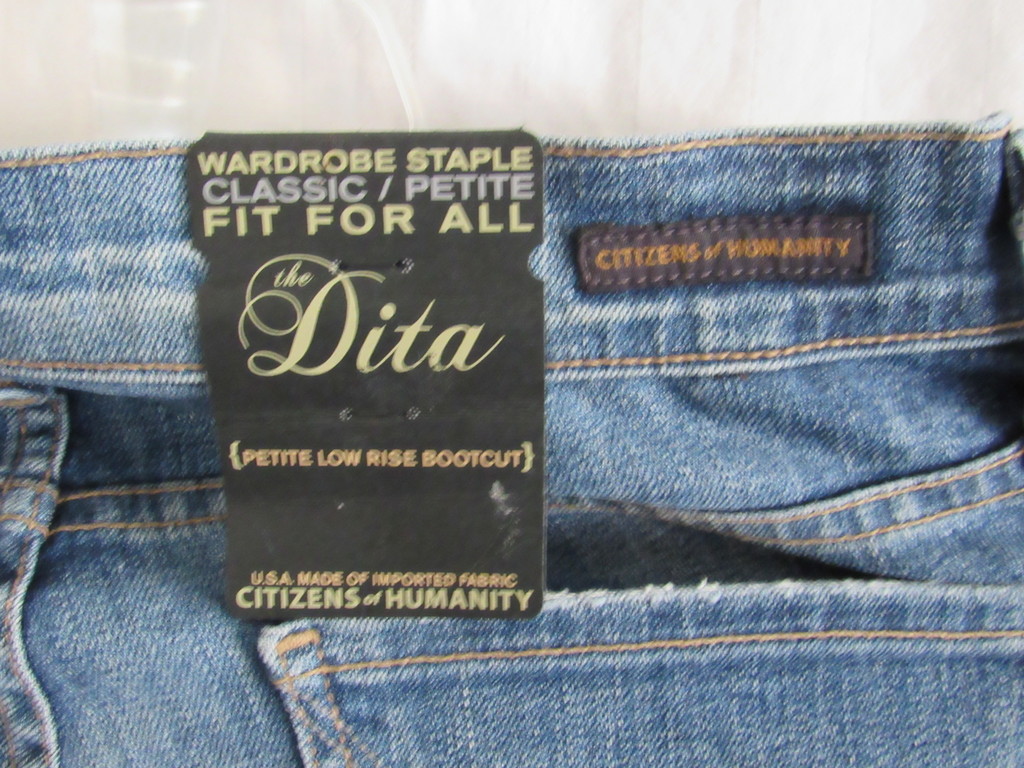 WARDROBE STAPLE
CLASSIC / PETITE
FIT FOR ALL
the
Dita
{PETITE LOW RISE BOOTCUT}
U.S.A. MADE OF IMPORTED FABRIC
CITIZENS of HUMANITY
CITIZENS of HUMANITY